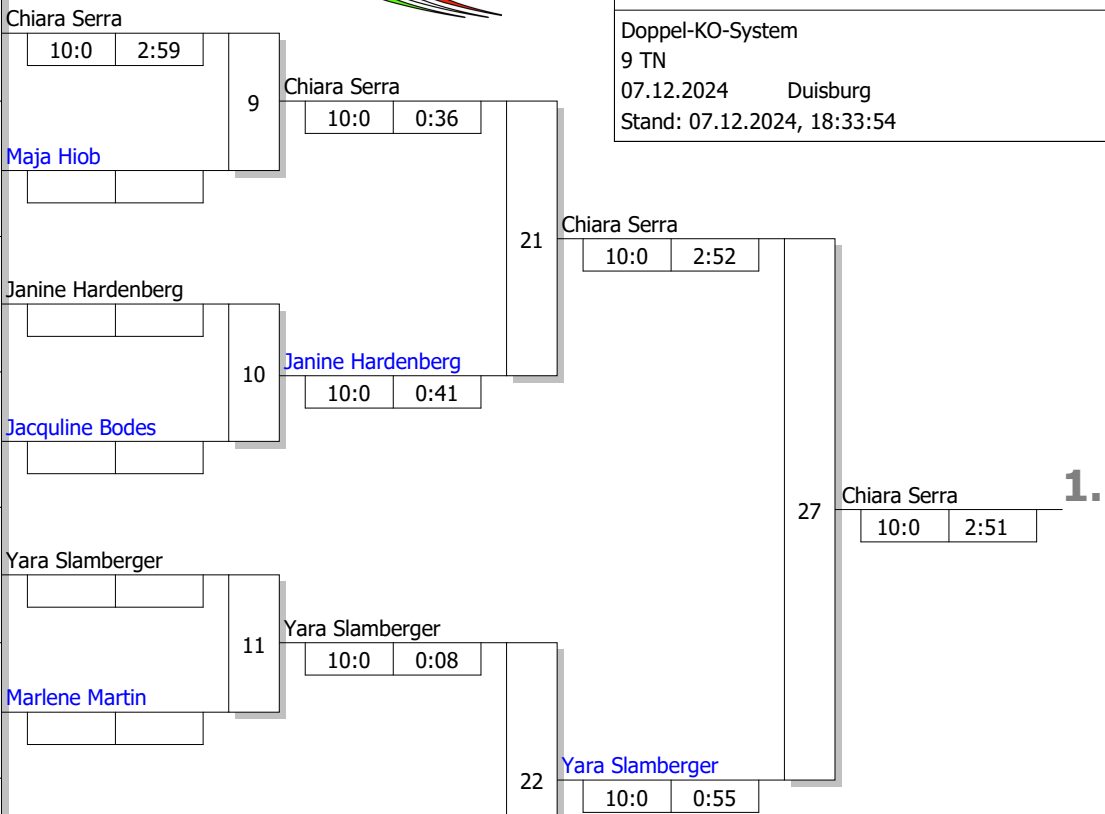 Chiara Serra
10:0 2:59
9
Maja Hiob
Chiara Serra
10:0 0:36
Doppel-KO-System
9 TN
07.12.2024 Duisburg
Stand: 07.12.2024, 18:33:54
21
Chiara Serra
10:0 2:52
Janine Hardenberg
10
Janine Hardenberg
10:0 0:41
Jacquline Bodes
27
Chiara Serra
10:0 2:51
1.
Yara Slamberger
11
Yara Slamberger
10:0 0:08
Marlene Martin
22
Yara Slamberger
10:0 0:55